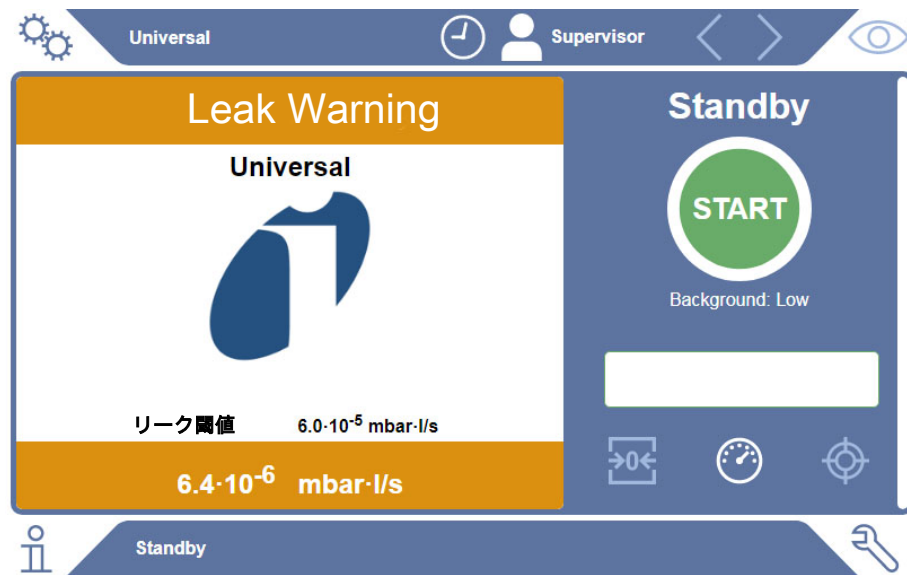 Universal
Supervisor
Leak Warning
Universal
リーク閾値 6.0·10⁻⁵ mbar·l/s
6.4·10⁻⁶ mbar·l/s
Standby
START
Background: Low
→0←
Standby